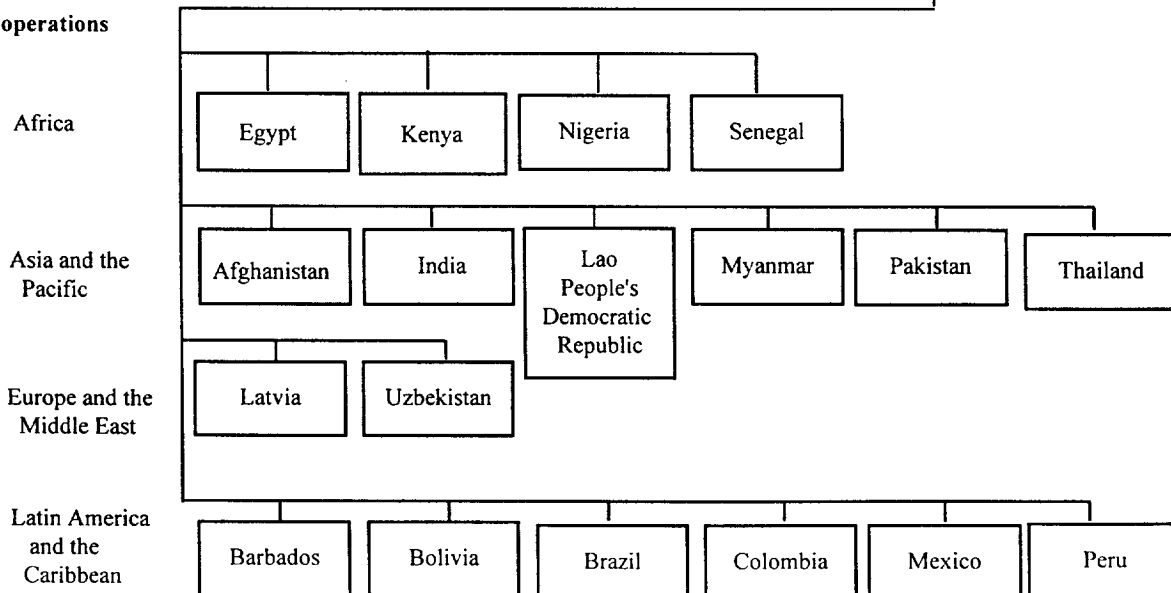 operations
Africa
Egypt
Kenya
Nigeria
Senegal
Asia and the
Pacific
Afghanistan
India
Lao
People's
Democratic
Republic
Myanmar
Pakistan
Thailand
Europe and the
Middle East
Latvia
Uzbekistan
Latin America
and the
Caribbean
Barbados
Bolivia
Brazil
Colombia
Mexico
Peru